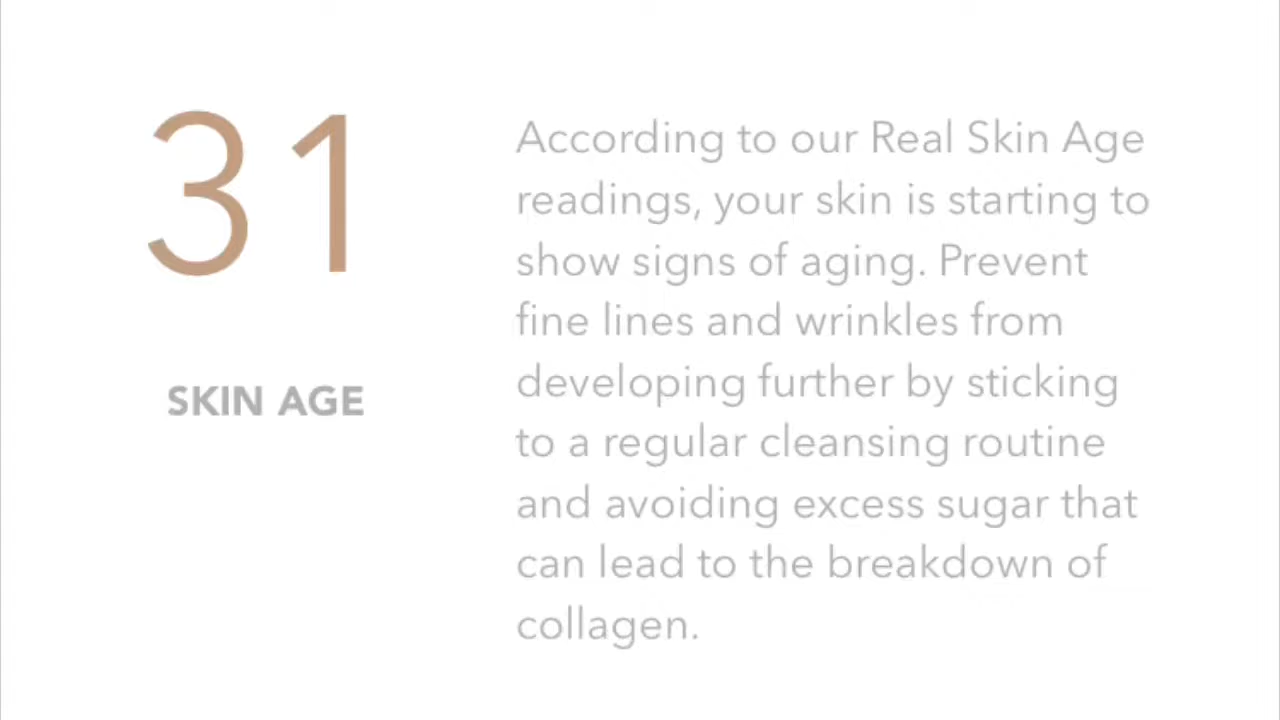 31
SKIN AGE
According to our Real Skin Age
readings, your skin is starting to
show signs of aging. Prevent
fine lines and wrinkles from
developing further by sticking
to a regular cleansing routine
and avoiding excess sugar that
can lead to the breakdown of
collagen.